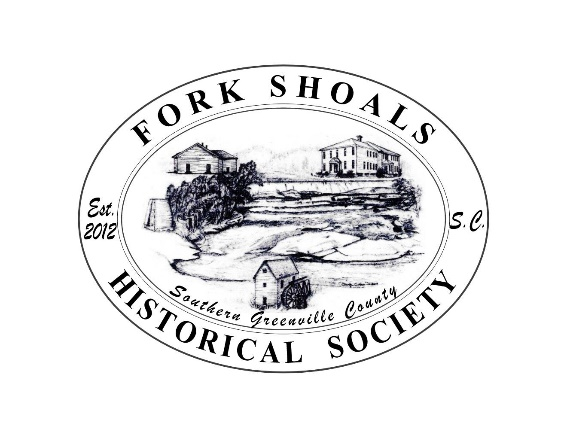 FORK SHOALS
Est.
2012
S.C.
Southern Greenville County
HISTORICAL SOCIETY